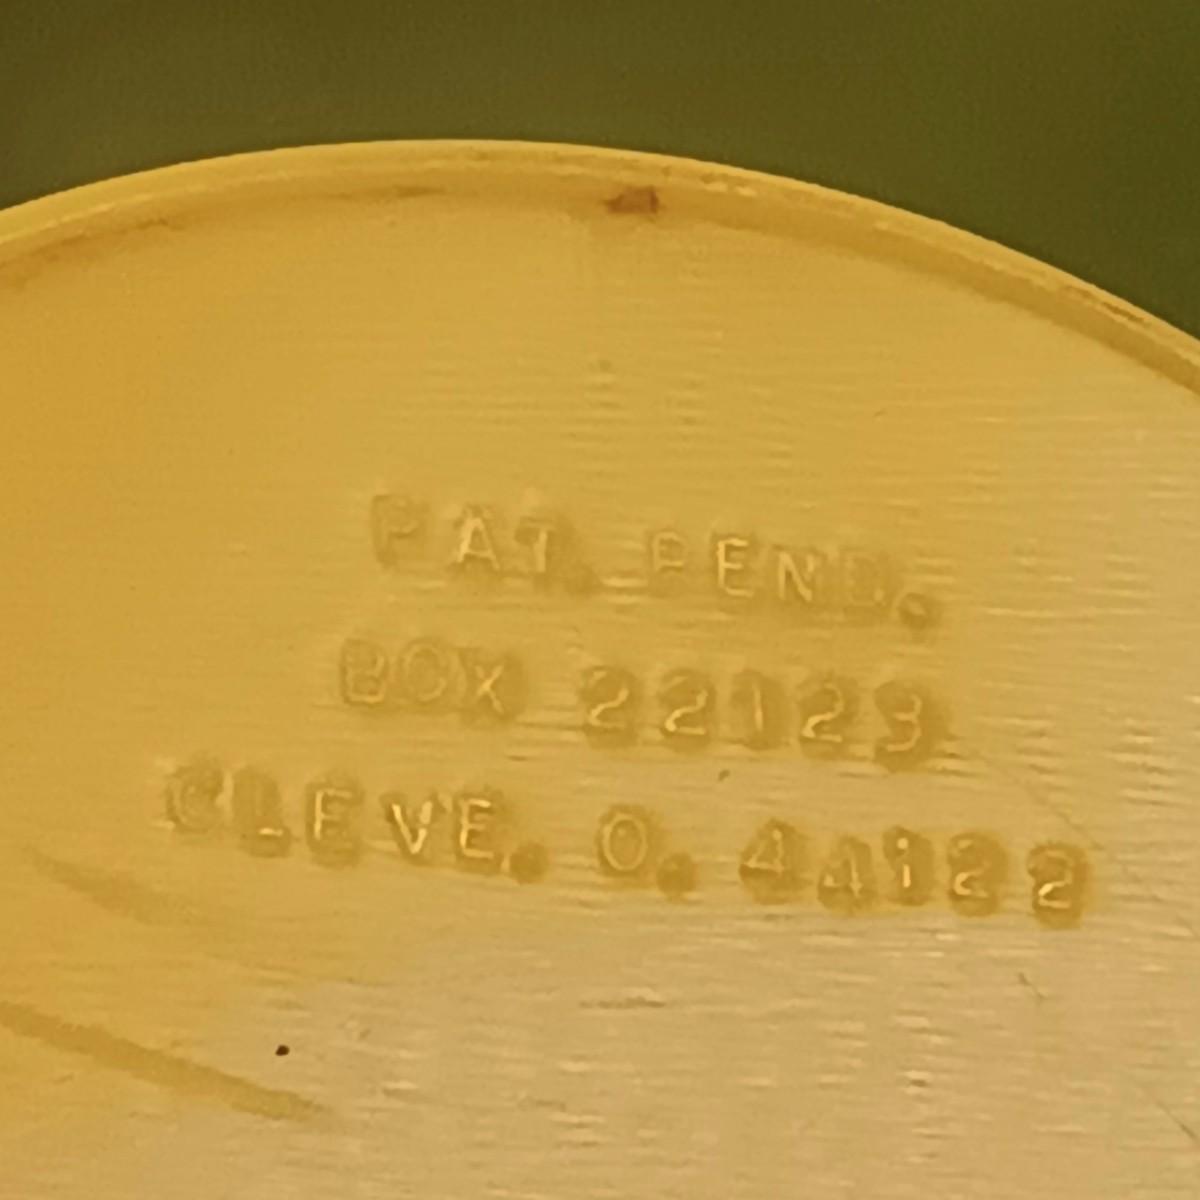 PAT. PEND.
BOX 22123
CLEVE. O. 44122